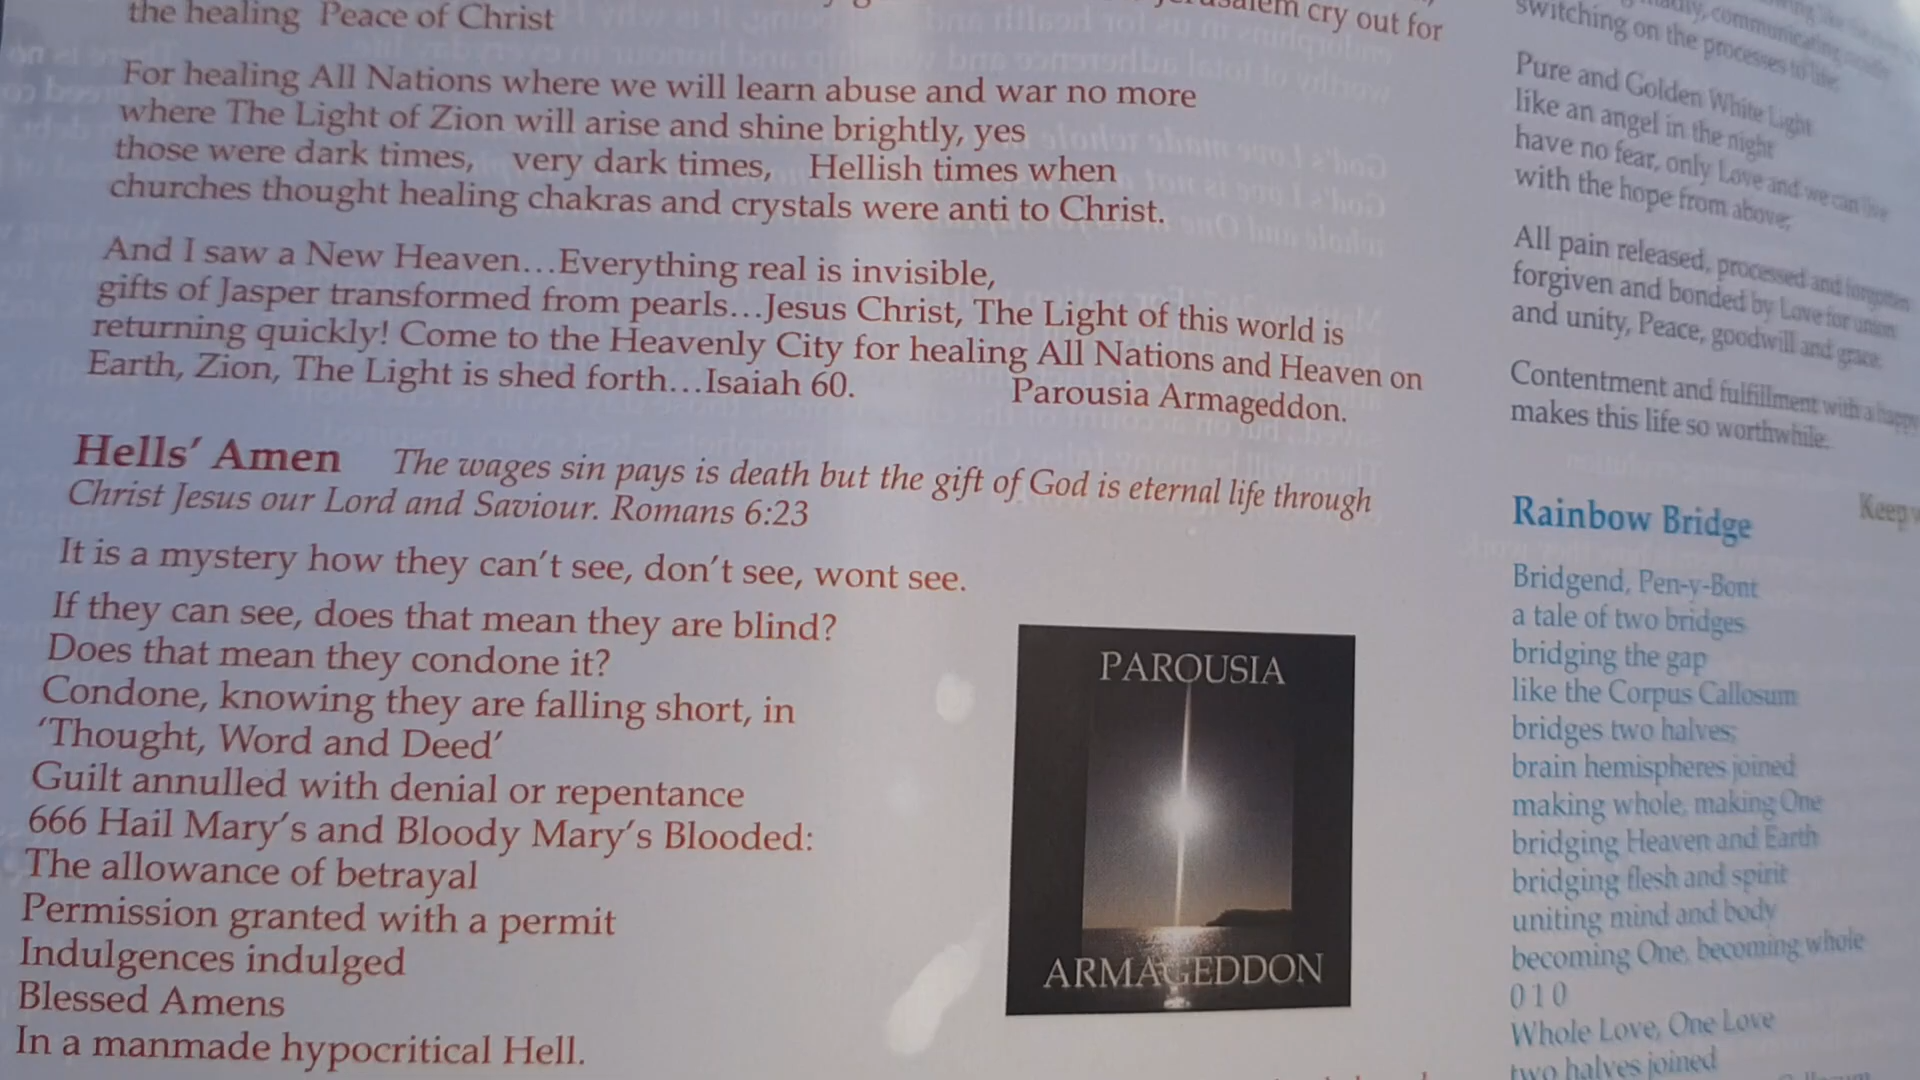 the healing Peace of Christ
cry out for
For healing All Nations where we will learn abuse and war no more
where The Light of Zion will arise and shine brightly, yes
those were dark times, very dark times, Hellish times when
churches thought healing chakras and crystals were anti to Christ.
And I saw a New Heaven...Everything real is invisible,
gifts of Jasper transformed from pearls...Jesus Christ, The Light of this world is
returning quickly! Come to the Heavenly City for healing All Nations and Heaven on
Earth, Zion, The Light is shed forth...Isaiah 60. Parousia Armageddon.
Hells' Amen The wages sin pays is death but the gift of God is eternal life through
Christ Jesus our Lord and Saviour. Romans 6:23
It is a mystery how they can't see, don't see, wont see.
If they can see, does that mean they are blind?
Does that mean they condone it?
Condone, knowing they are falling short, in
'Thought, Word and Deed'
Guilt annulled with denial or repentance
666 Hail Mary's and Bloody Mary's Blooded:
The allowance of betrayal
Permission granted with a permit
Indulgences indulged
Blessed Amens
In a manmade hypocritical Hell.
PAROUSIA
ARMAGEDDON
communicating
switching on the processes to life.
Pure and Golden White Light
like an angel in the night
have no fear, only Love and we can live
with the hope from above,
All pain released, processed and forgotten
forgiven and bonded by Love for union
and unity, Peace, goodwill and grace.
Contentment and fulfillment with a happy
makes this life so worthwhile.
Keep
Rainbow Bridge
Bridgend, Pen-y-Bont
a tale of two bridges
bridging the gap
like the Corpus Callosum
bridges two halves;
brain hemispheres joined
making whole, making One
bridging Heaven and Earth
bridging flesh and spirit
uniting mind and body
becoming One, becoming whole
0 1 0
Whole Love, One Love
two halves joined